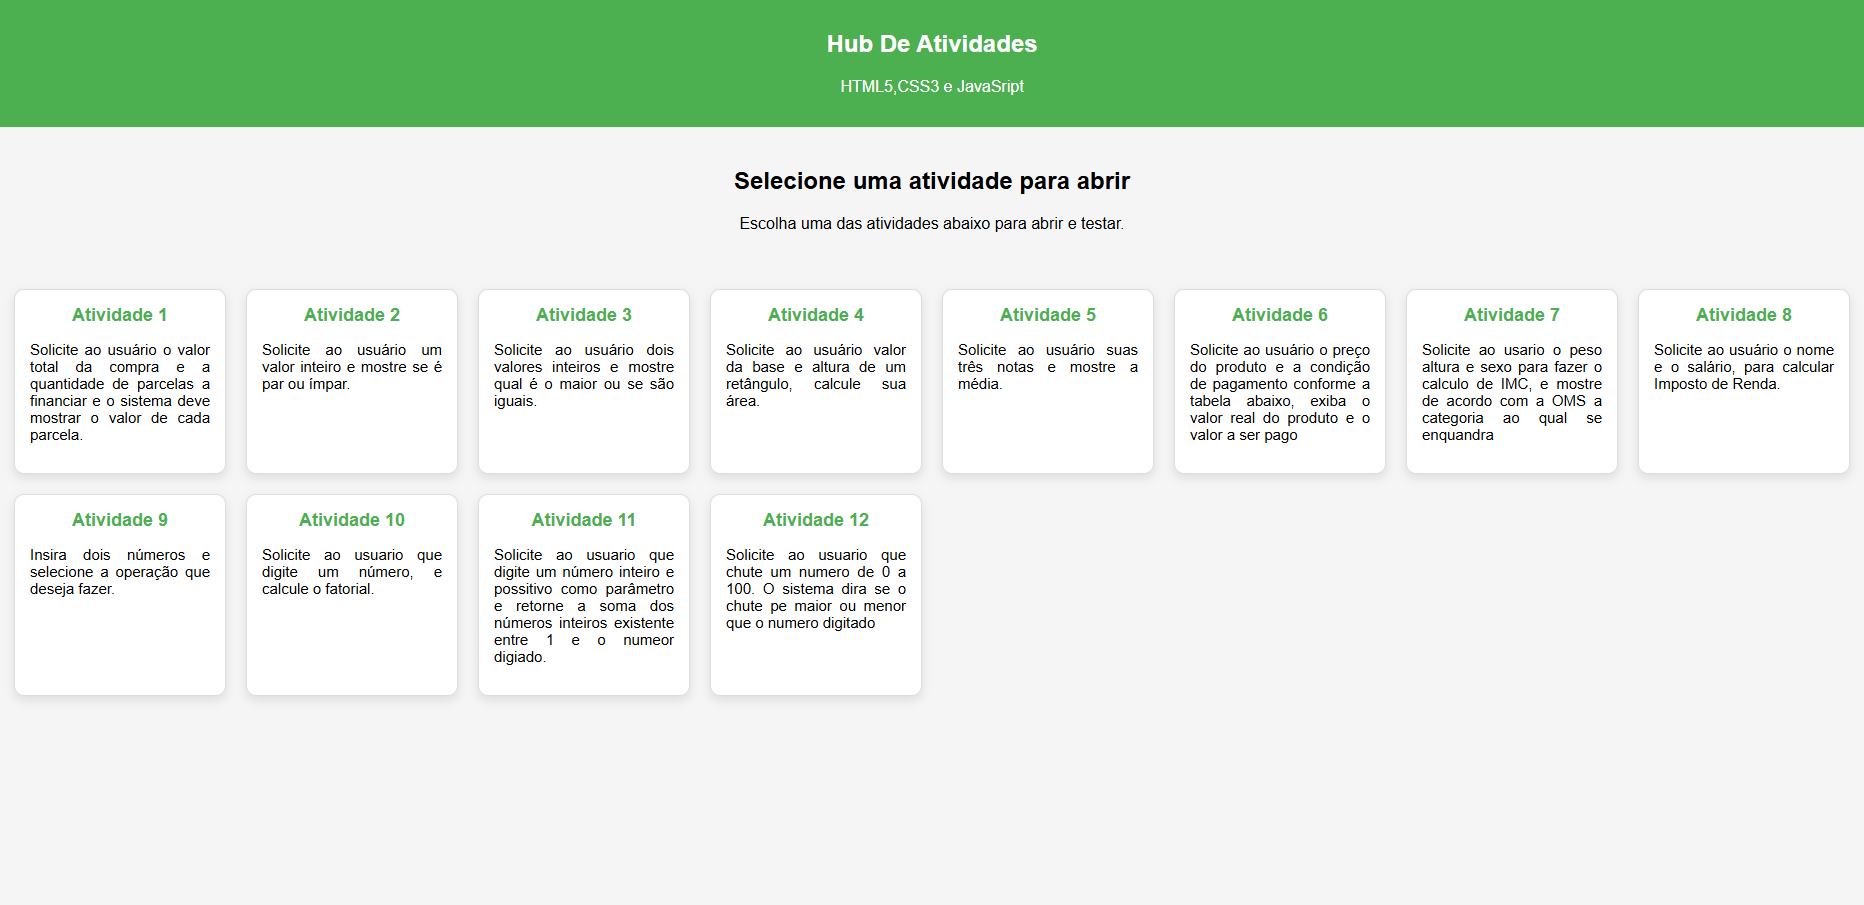 Hub De Atividades
HTML5,CSS3 e JavaSript
Selecione uma atividade para abrir
Escolha uma das atividades abaixo para abrir e testar.
Atividade 1
Solicite ao usuário o valor
total da compra e a
quantidade de parcelas a
financiar e o sistema deve
mostrar o valor de cada
parcela.
Atividade 2
Solicite ao usuário um
valor inteiro e mostre se é
par ou ímpar.
Atividade 3
Solicite ao usuário dois
valores inteiros e mostre
qual é o maior ou se são
iguais.
Atividade 4
Solicite ao usuário valor
da base e altura de um
retângulo, calcule sua
área.
Atividade 5
Solicite ao usuário suas
três notas e mostre a
média.
Atividade 6
Solicite ao usuário o preço
do produto e a condição
de pagamento conforme a
tabela abaixo, exiba o
valor real do produto e o
valor a ser pago
Atividade 7
Solicite ao usario o peso
altura e sexo para fazer o
calculo de IMC, e mostre
de acordo com a OMS a
categoria ao qual se
enquandra
Atividade 8
Solicite ao usuário o nome
e o salário, para calcular
Imposto de Renda.
Atividade 9
Insira dois números e
selecione a operação que
deseja fazer.
Atividade 10
Solicite ao usuario que
digite um número, e
calcule o fatorial.
Atividade 11
Solicite ao usuario que
digite um número inteiro e
possitivo como parâmetro
e retorne a soma dos
números inteiros existente
entre 1 e o numeor
digiado.
Atividade 12
Solicite ao usuario que
chute um numero de 0 a
100. O sistema dira se o
chute pe maior ou menor
que o numero digitado